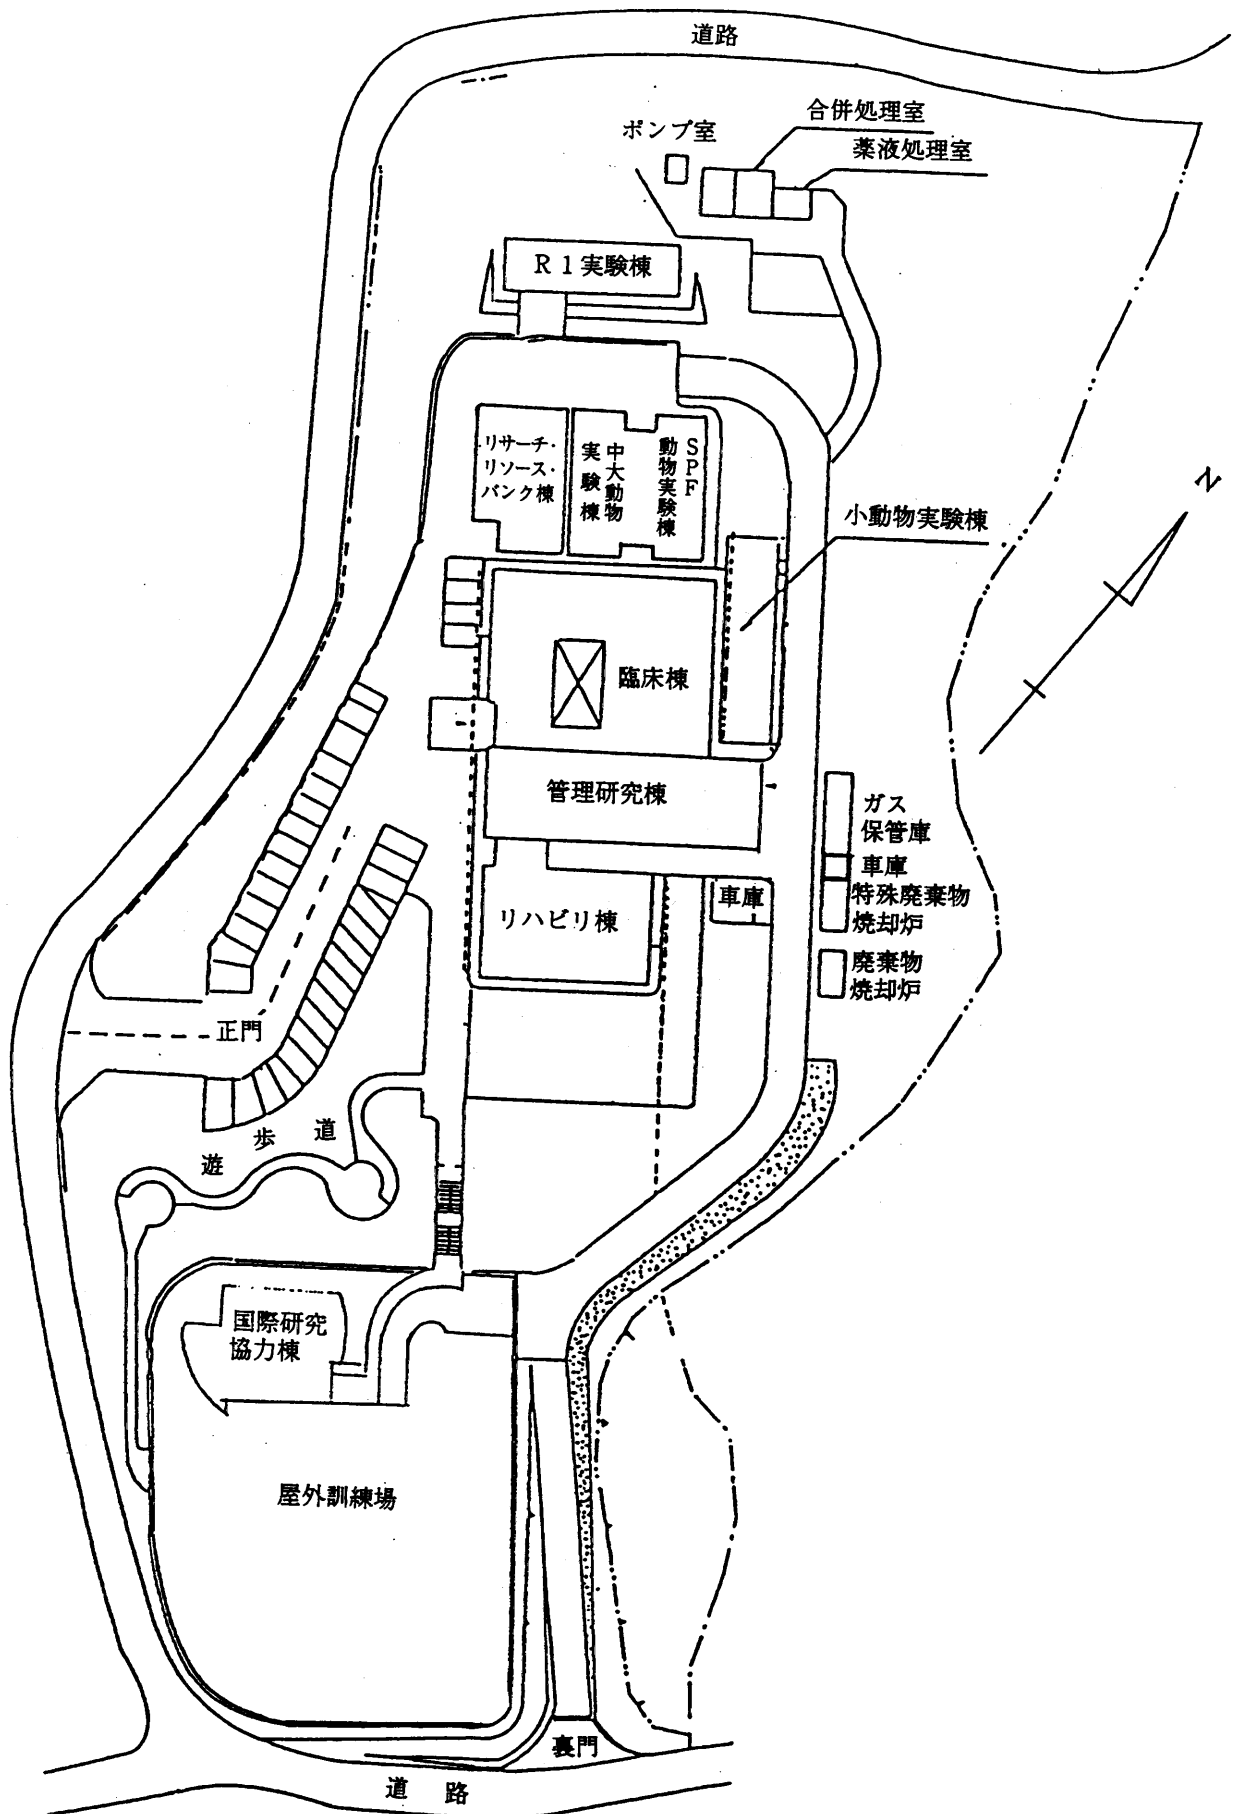 道路
合併処理室
ポンプ室
薬液処理室
R1実験棟
リサーチ・
リソース・
バンク棟
中大動物
実験棟
SPF
動物実験棟
N
小動物実験棟
臨床棟
管理研究棟
ガス
保管庫
車庫
特殊廃棄物
焼却炉
車庫
リハビリ棟
廃棄物
焼却炉
正門
遊歩道
国際研究
協力棟
屋外訓練場
裏門
道路